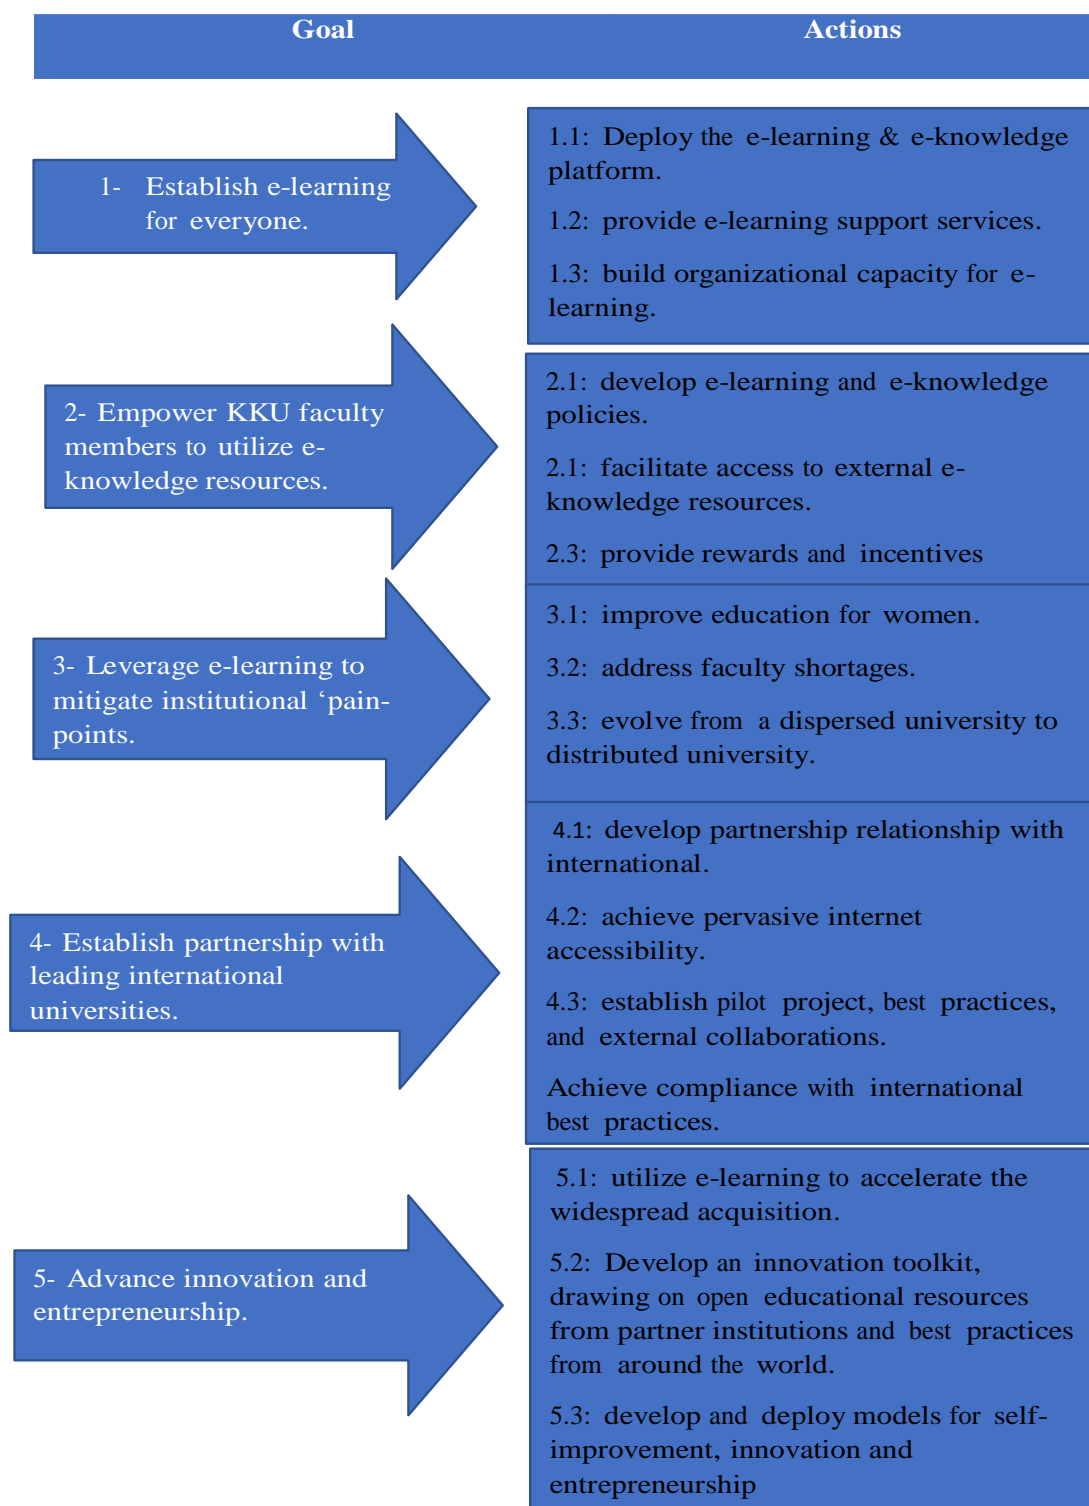 Goal
Actions
1- Establish e-learning
for everyone.
1.1: Deploy the e-learning & e-knowledge
platform.
1.2: provide e-learning support services.
1.3: build organizational capacity for e-
learning.
2- Empower KKU faculty
members to utilize e-
knowledge resources.
2.1: develop e-learning and e-knowledge
policies.
2.1: facilitate access to external e-
knowledge resources.
2.3: provide rewards and incentives
3- Leverage e-learning to
mitigate institutional ‘pain-
points.
3.1: improve education for women.
3.2: address faculty shortages.
3.3: evolve from a dispersed university to
distributed university.
4- Establish partnership with
leading international
universities.
4.1: develop partnership relationship with
international.
4.2: achieve pervasive internet
accessibility.
4.3: establish pilot project, best practices,
and external collaborations.
Achieve compliance with international
best practices.
5- Advance innovation and
entrepreneurship.
5.1: utilize e-learning to accelerate the
widespread acquisition.
5.2: Develop an innovation toolkit,
drawing on open educational resources
from partner institutions and best practices
from around the world.
5.3: develop and deploy models for self-
improvement, innovation and
entrepreneurship